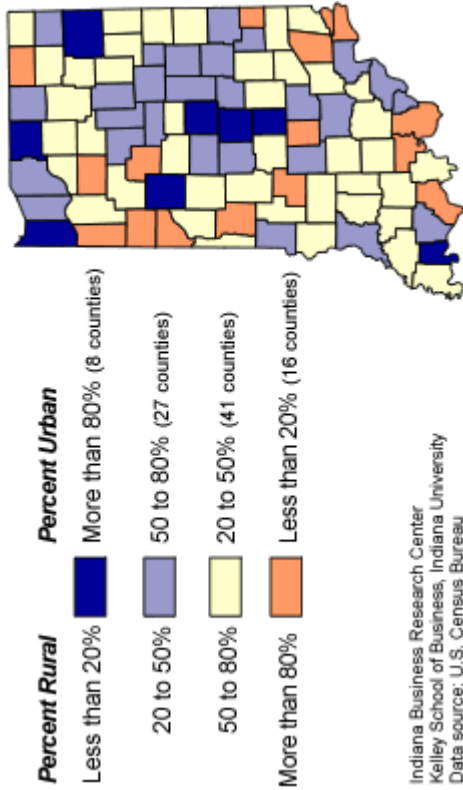 Percent Rural Percent Urban
Less than 20% More than 80% (8 counties)
20 to 50% 50 to 80% (27 counties)
50 to 80% 20 to 50% (41 counties)
More than 80% Less than 20% (16 counties)
Indiana Business Research Center
Kelley School of Business, Indiana University
Data source: U.S. Census Bureau